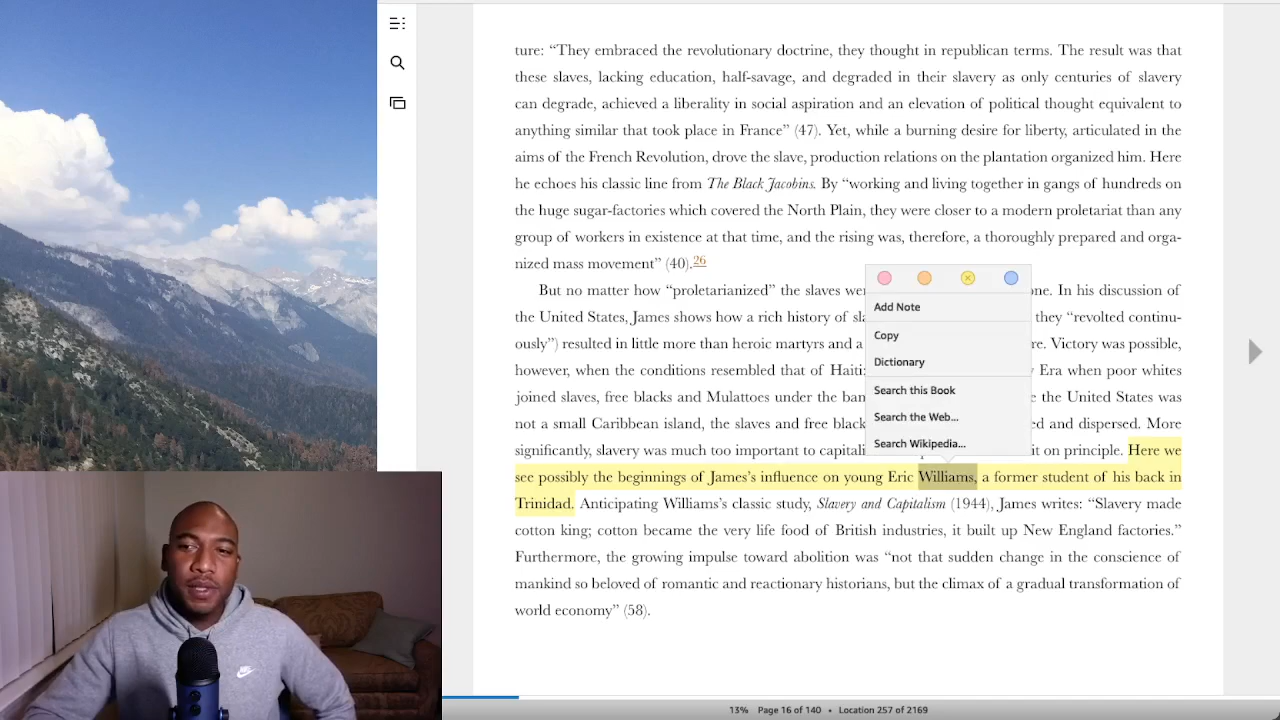 ture: “They embraced the revolutionary doctrine, they thought in republican terms. The result was that
these slaves, lacking education, half-savage, and degraded in their slavery as only centuries of slavery
can degrade, achieved a liberality in social aspiration and an elevation of political thought equivalent to
anything similar that took place in France” (47). Yet, while a burning desire for liberty, articulated in the
aims of the French Revolution, drove the slave, production relations on the plantation organized him. Here
he echoes his classic line from The Black Jacobins. By “working and living together in gangs of hundreds on
the huge sugar-factories which covered the North Plain, they were closer to a modern proletariat than any
group of workers in existence at that time, and the rising was, therefore, a thoroughly prepared and orga-
nized mass movement” (40).26
But no matter how “proletarianized” the slaves one. In his discussion of
the United States, James shows how a rich history of they “revolted continu-
ously”) resulted in little more than heroic martyrs and a Victory was possible,
however, when the conditions resembled that of Era when poor whites
joined slaves, free blacks and Mulattoes under the the United States was
not a small Caribbean island, the slaves and free and dispersed. More
significantly, slavery was much too important to it on principle. Here we
see possibly the beginnings of James’s influence on young Eric Williams, a former student of his back in
Trinidad. Anticipating Williams’s classic study, Slavery and Capitalism (1944), James writes: “Slavery made
cotton king; cotton became the very life food of British industries, it built up New England factories.”
Furthermore, the growing impulse toward abolition was “not that sudden change in the conscience of
mankind so beloved of romantic and reactionary historians, but the climax of a gradual transformation of
world economy” (58).
Add Note
Copy
Dictionary
Search this Book
Search the Web...
Search Wikipedia...
13% Page 16 of 140 • Location 257 of 2169